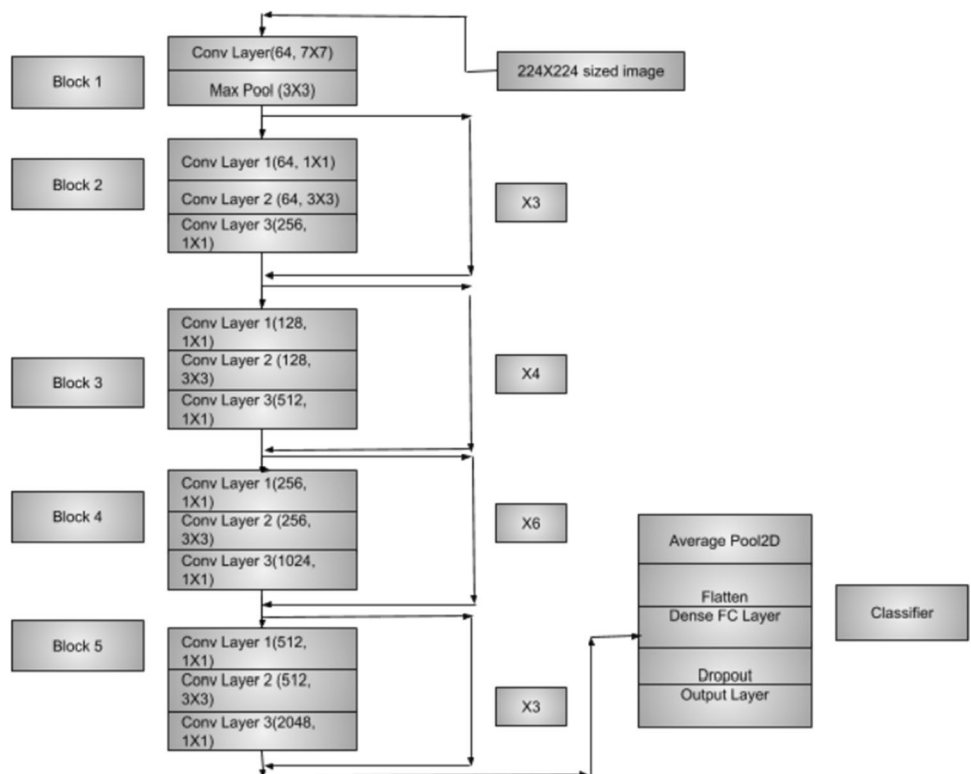 Conv Layer(64, 7X7)
Max Pool (3X3)
224X224 sized image
Block 1
Block 2
Conv Layer 1(64, 1X1)
Conv Layer 2 (64, 3X3)
Conv Layer 3(256,
1X1)
X3
Block 3
Conv Layer 1(128,
1X1)
Conv Layer 2 (128,
3X3)
Conv Layer 3(512,
1X1)
X4
Block 4
Conv Layer 1(256,
1X1)
Conv Layer 2 (256,
3X3)
Conv Layer 3(1024,
1X1)
X6
Block 5
Conv Layer 1(512,
1X1)
Conv Layer 2 (512,
3X3)
Conv Layer 3(2048,
1X1)
X3
Average Pool2D
Flatten
Dense FC Layer
Dropout
Output Layer
Classifier